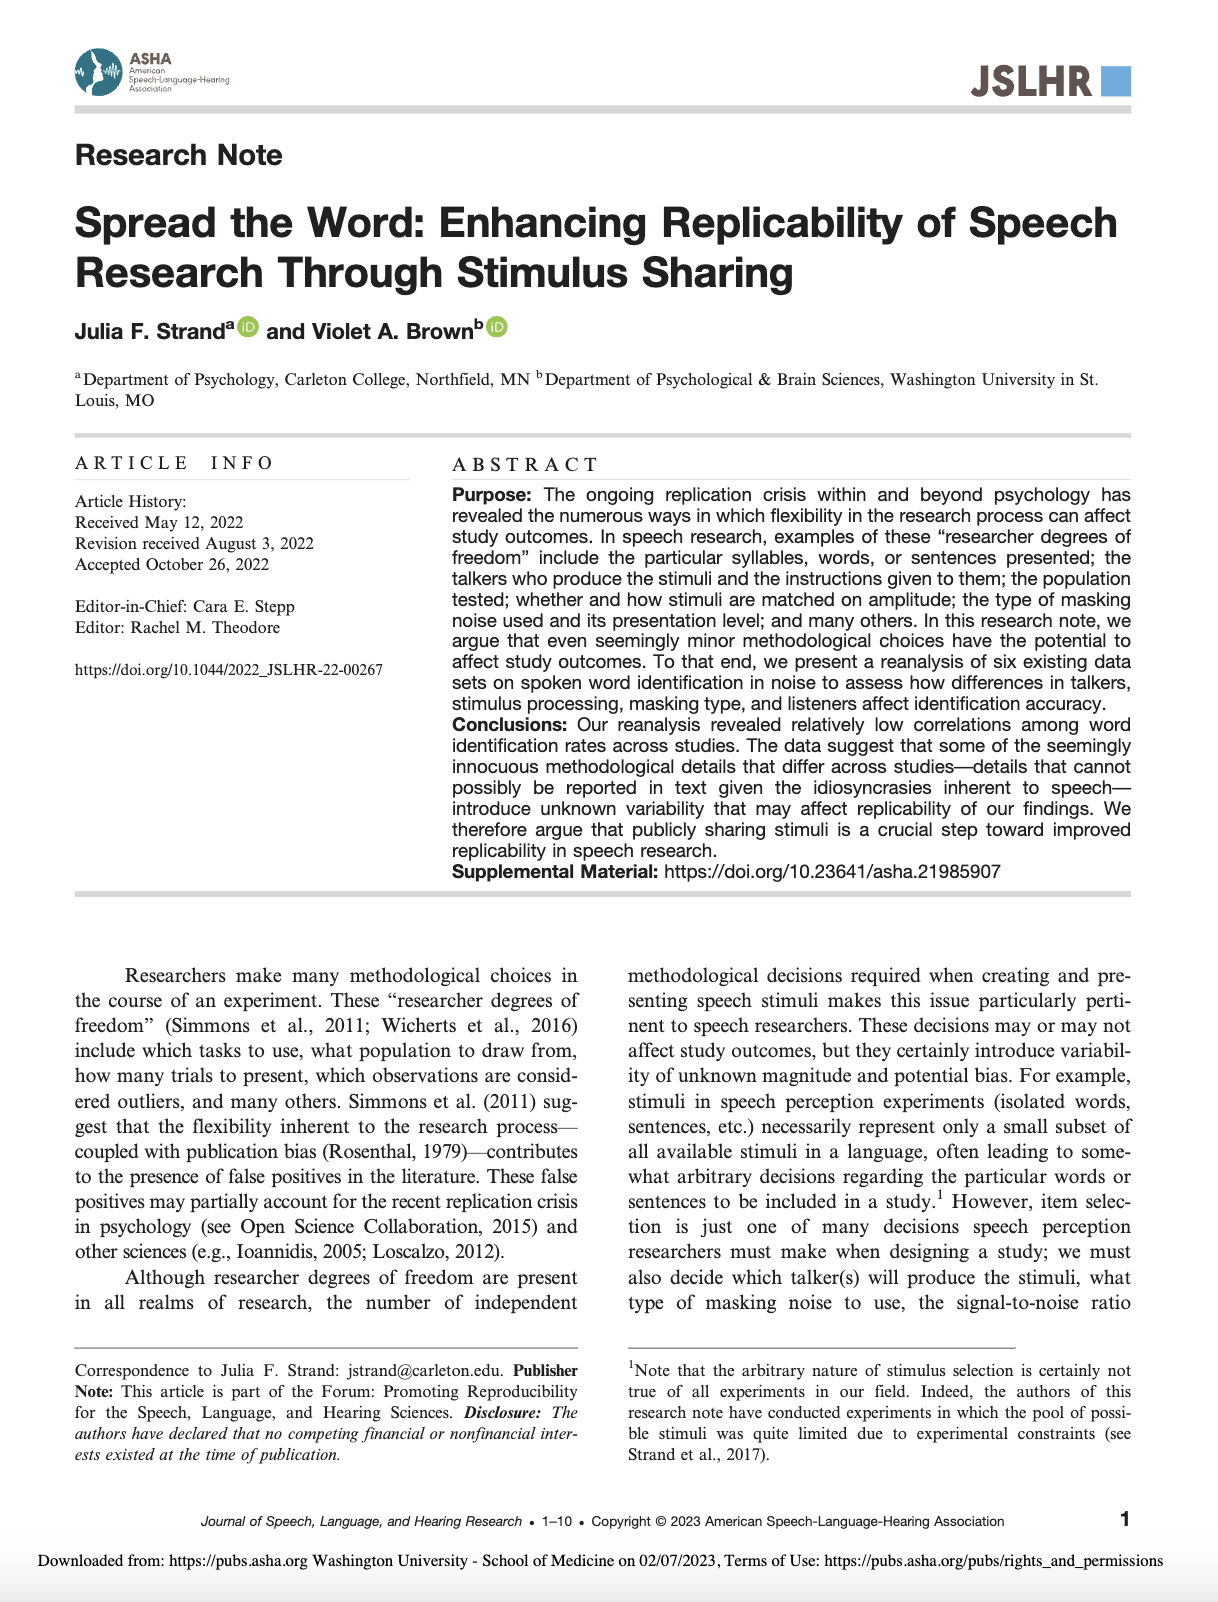 ASHA
American
Speech-Language-Hearing
Association
JSLHR
Research Note
Spread the Word: Enhancing Replicability of Speech
Research Through Stimulus Sharing
Julia F. Strandᵃ iD and Violet A. Brownᵇ iD
ᵃDepartment of Psychology, Carleton College, Northfield, MN ᵇDepartment of Psychological & Brain Sciences, Washington University in St.
Louis, MO
ARTICLE INFO
Article History:
Received May 12, 2022
Revision received August 3, 2022
Accepted October 26, 2022
Editor-in-Chief: Cara E. Stepp
Editor: Rachel M. Theodore
https://doi.org/10.1044/2022_JSLHR-22-00267
ABSTRACT
Purpose: The ongoing replication crisis within and beyond psychology has
revealed the numerous ways in which flexibility in the research process can affect
study outcomes. In speech research, examples of these “researcher degrees of
freedom” include the particular syllables, words, or sentences presented; the
talkers who produce the stimuli and the instructions given to them; the population
tested; whether and how stimuli are matched on amplitude; the type of masking
noise used and its presentation level; and many others. In this research note, we
argue that even seemingly minor methodological choices have the potential to
affect study outcomes. To that end, we present a reanalysis of six existing data
sets on spoken word identification in noise to assess how differences in talkers,
stimulus processing, masking type, and listeners affect identification accuracy.
Conclusions: Our reanalysis revealed relatively low correlations among word
identification rates across studies. The data suggest that some of the seemingly
innocuous methodological details that differ across studies—details that cannot
possibly be reported in text given the idiosyncrasies inherent to speech—
introduce unknown variability that may affect replicability of our findings. We
therefore argue that publicly sharing stimuli is a crucial step toward improved
replicability in speech research.
Supplemental Material: https://doi.org/10.23641/asha.21985907
Researchers make many methodological choices in
the course of an experiment. These “researcher degrees of
freedom” (Simmons et al., 2011; Wicherts et al., 2016)
include which tasks to use, what population to draw from,
how many trials to present, which observations are consid-
ered outliers, and many others. Simmons et al. (2011) sug-
gest that the flexibility inherent to the research process—
coupled with publication bias (Rosenthal, 1979)—contributes
to the presence of false positives in the literature. These false
positives may partially account for the recent replication crisis
in psychology (see Open Science Collaboration, 2015) and
other sciences (e.g., Ioannidis, 2005; Loscalzo, 2012).
Although researcher degrees of freedom are present
in all realms of research, the number of independent
methodological decisions required when creating and pre-
senting speech stimuli makes this issue particularly perti-
nent to speech researchers. These decisions may or may not
affect study outcomes, but they certainly introduce variabil-
ity of unknown magnitude and potential bias. For example,
stimuli in speech perception experiments (isolated words,
sentences, etc.) necessarily represent only a small subset of
all available stimuli in a language, often leading to some-
what arbitrary decisions regarding the particular words or
sentences to be included in a study.¹ However, item selec-
tion is just one of many decisions speech perception
researchers must make when designing a study; we must
also decide which talker(s) will produce the stimuli, what
type of masking noise to use, the signal-to-noise ratio
Correspondence to Julia F. Strand: jstrand@carleton.edu. Publisher
Note: This article is part of the Forum: Promoting Reproducibility
for the Speech, Language, and Hearing Sciences. Disclosure: The
authors have declared that no competing financial or nonfinancial inter-
ests existed at the time of publication.
¹Note that the arbitrary nature of stimulus selection is certainly not
true of all experiments in our field. Indeed, the authors of this
research note have conducted experiments in which the pool of possi-
ble stimuli was quite limited due to experimental constraints (see
Strand et al., 2017).
Journal of Speech, Language, and Hearing Research • 1–10 • Copyright © 2023 American Speech-Language-Hearing Association 1
Downloaded from: https://pubs.asha.org Washington University - School of Medicine on 02/07/2023, Terms of Use: https://pubs.asha.org/pubs/rights_and_permissions